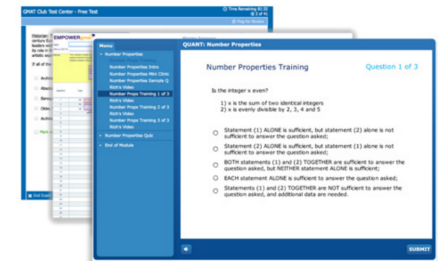 GMAT Club Test Center - Free Test
Time Remaining
Historian:
EMPOWER
If all of the
Menu
Number Properties
Number Properties Intro
Number Properties Mini Clinic
Number Properties Sample Q
Rich's Video
Number Props Training 1 of 3
Rich's Video
Number Props Training 2 of 3
Rich's Video
Number Props Training 3 of 3
Rich's Video
Number Properties Quiz
End of Module
QUANT: Number Properties
Number Properties Training
Question 1 of 3
Is the integer x even?
1) x is the sum of two identical integers
2) x is evenly divisible by 2, 3, 4 and 5
Statement (1) ALONE is sufficient, but statement (2) alone is not
sufficient to answer the question asked;
Statement (2) ALONE is sufficient, but statement (1) alone is not
sufficient to answer the question asked;
BOTH statements (1) and (2) TOGETHER are sufficient to answer the
question asked, but NEITHER statement ALONE is sufficient;
EACH statement ALONE is sufficient to answer the question asked;
Statements (1) and (2) TOGETHER are NOT sufficient to answer the
question asked, and additional data are needed.
SUBMIT